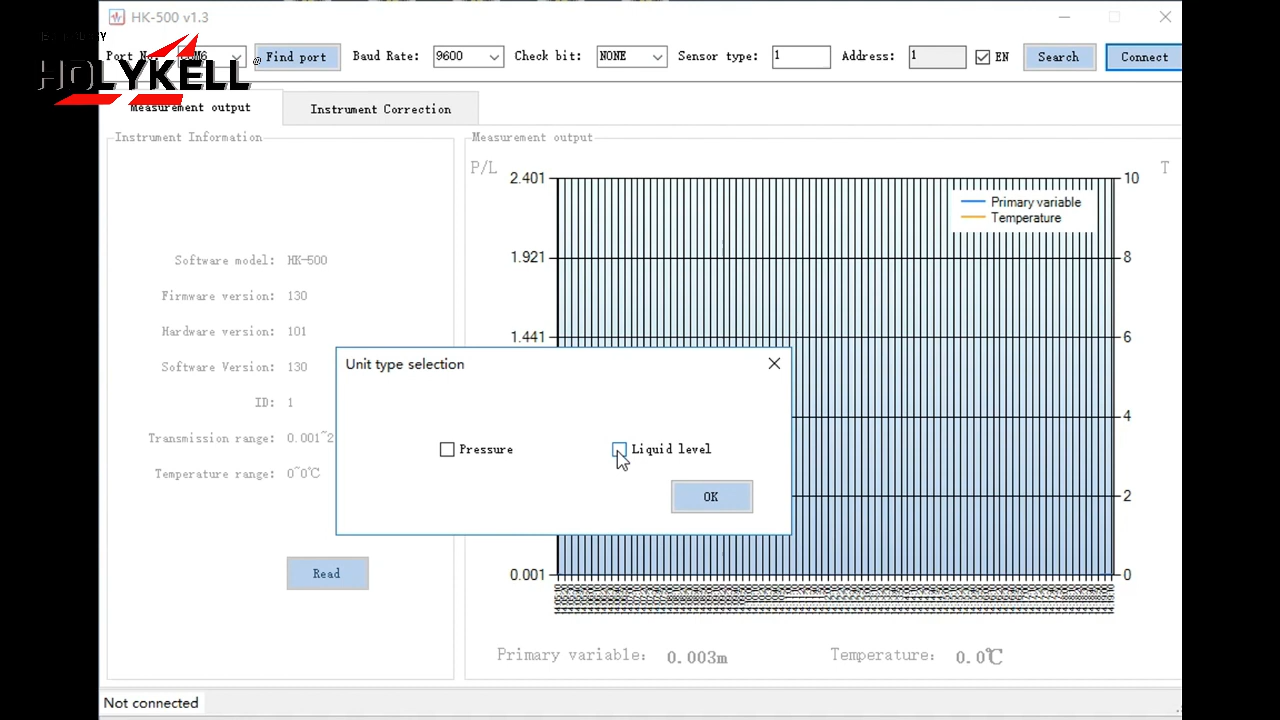 HK-500 v1.3
HOLYKELL
Find port
Baud Rate: 9600
Check bit: NONE
Sensor type: 1
Address: 1
EN
Search
Connect
Measurement output
Instrument Correction
Instrument Information
Software model: HK-500
Firmware version: 130
Hardware version: 101
Software Version: 130
ID: 1
Transmission range: 0.001~2
Temperature range: 0~0℃
Read
Measurement output
P/L
T
2.401
1.921
1.441
0.001
10
8
6
4
2
0
Primary variable
Temperature
Unit type selection
Pressure
Liquid level
OK
Primary variable: 0.003m
Temperature: 0.0℃
Not connected